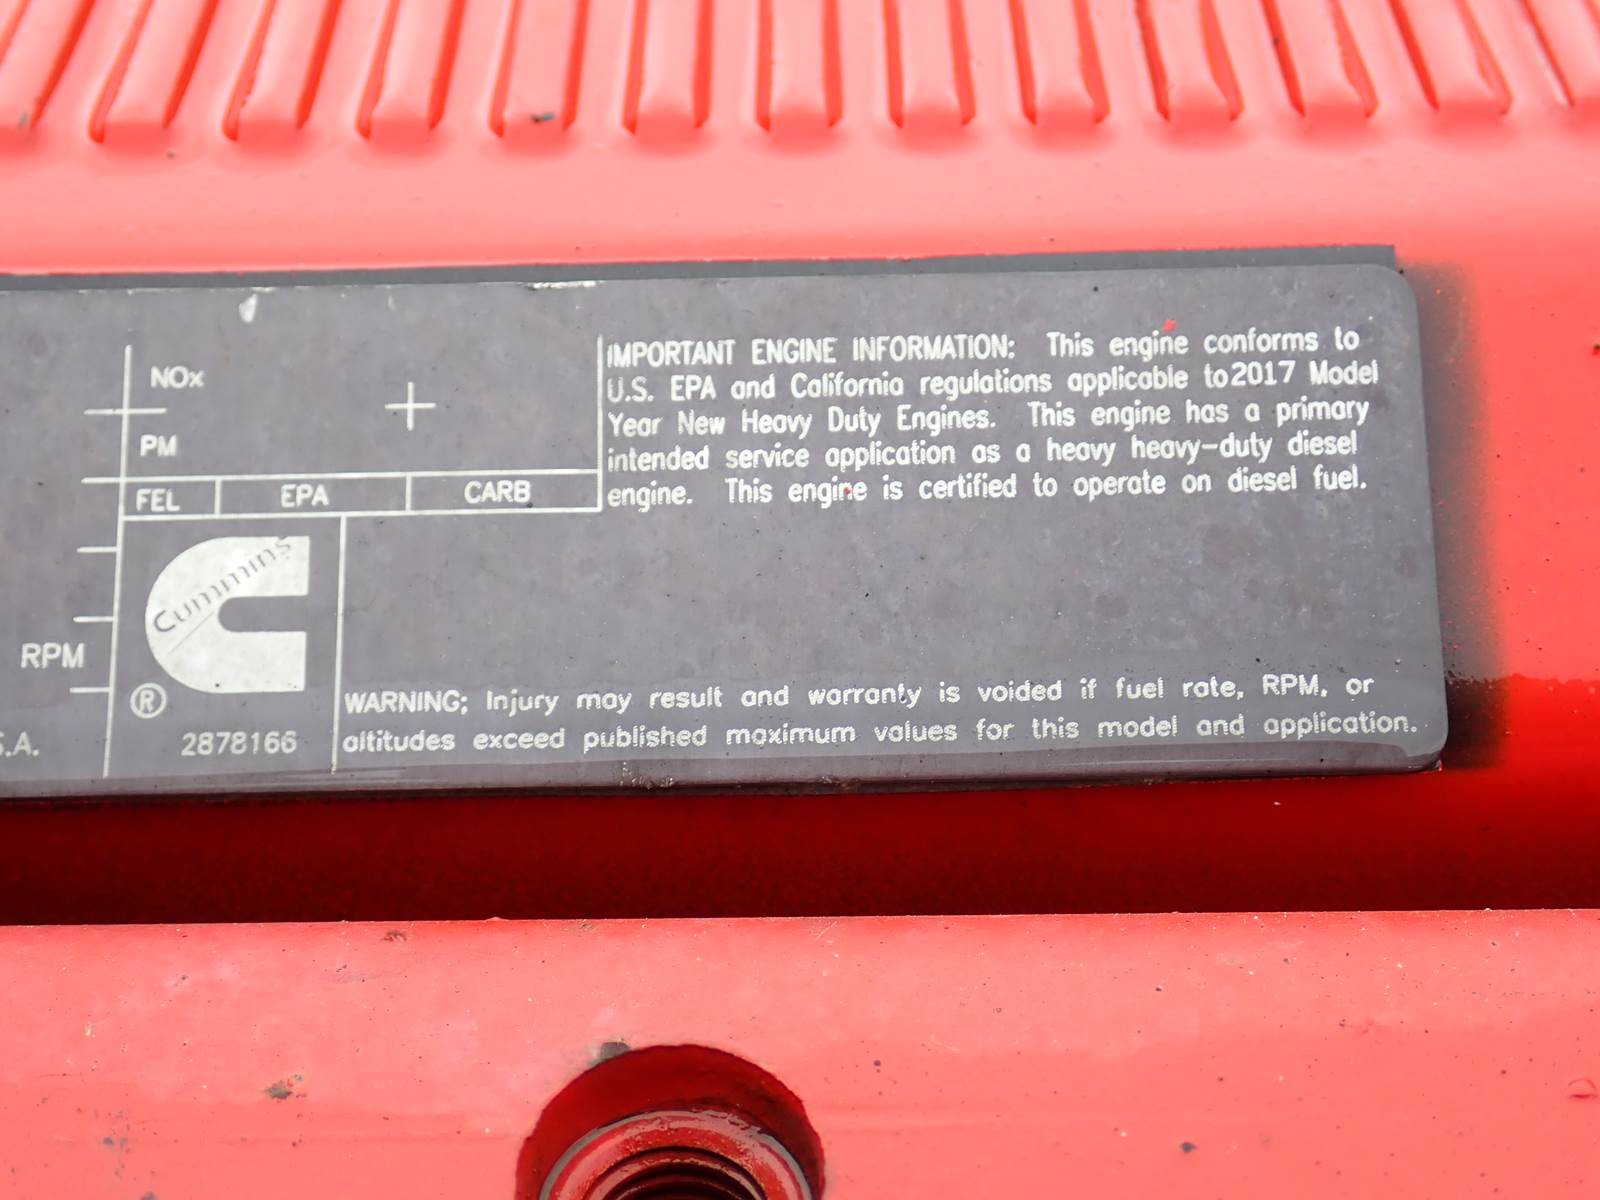 NOx
PM
FEL EPA CARB
IMPORTANT ENGINE INFORMATION: This engine conforms to
U.S. EPA and California regulations applicable to 2017 Model
Year New Heavy Duty Engines. This engine has a primary
intended service application as a heavy heavy-duty diesel
engine. This engine is certified to operate on diesel fuel.
Cummins
®
RPM
S.A.
2878166
WARNING: Injury may result and warranty is voided if fuel rate, RPM, or
altitudes exceed published maximum values for this model and application.